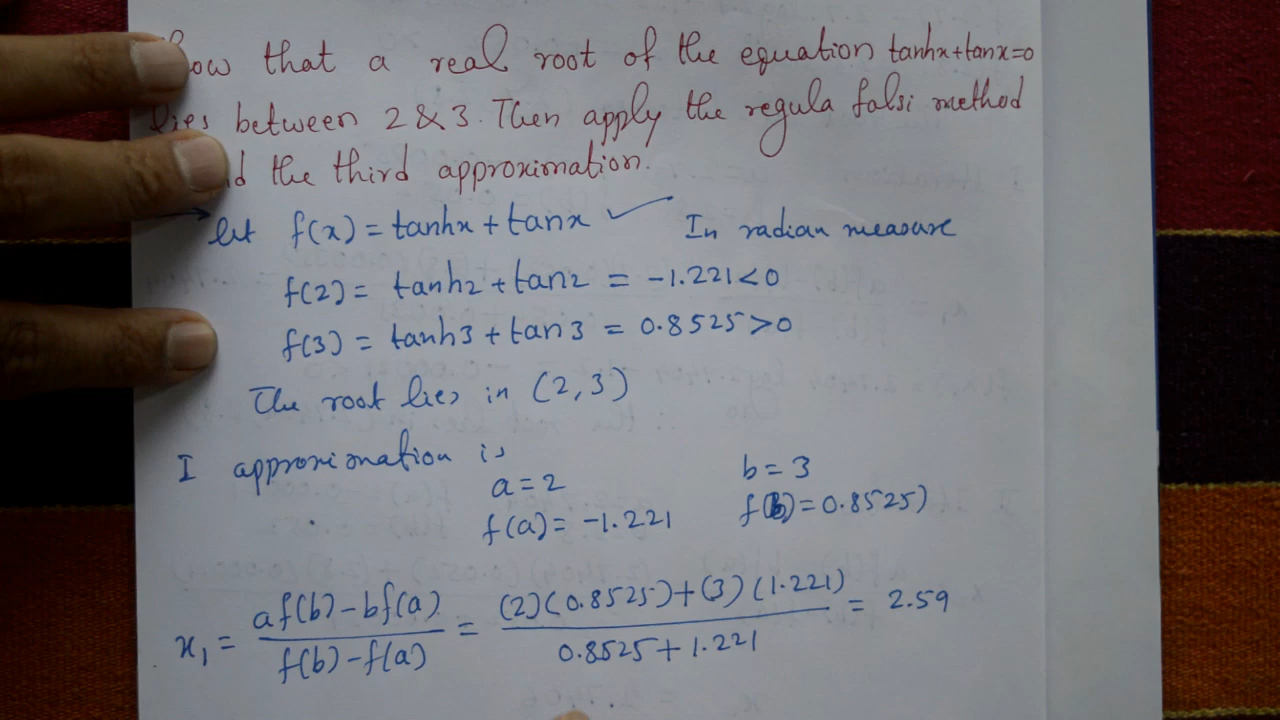 how that a real root of the equation tanhx+tanx=0
lies between 2 & 3. Then apply the regula falsi method
d the third approximation.
let f(x) = tanhx + tanx ✓ In radian measure
f(2) = tanh2 + tan2 = -1.221 < 0
f(3) = tanh3 + tan3 = 0.8525 > 0
The root lies in (2,3)
I approximation is
a = 2 b = 3
f(a) = -1.221 f(b) = 0.8525)
x₁ = af(b) - bf(a) / f(b) - f(a) = (2)(0.8525) + (3)(1.221) / 0.8525 + 1.221 = 2.59